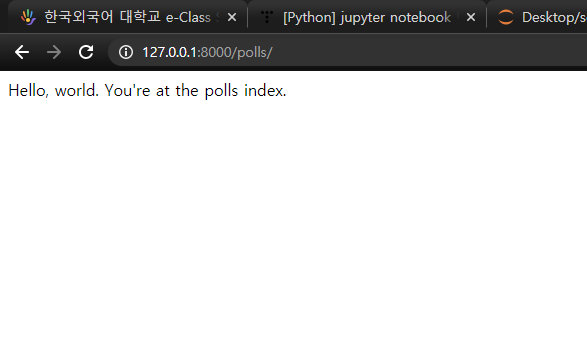 한국외국어 대학교 e-Class
[Python] jupyter notebook
Desktop/s
127.0.0.1:8000/polls/
Hello, world. You're at the polls index.